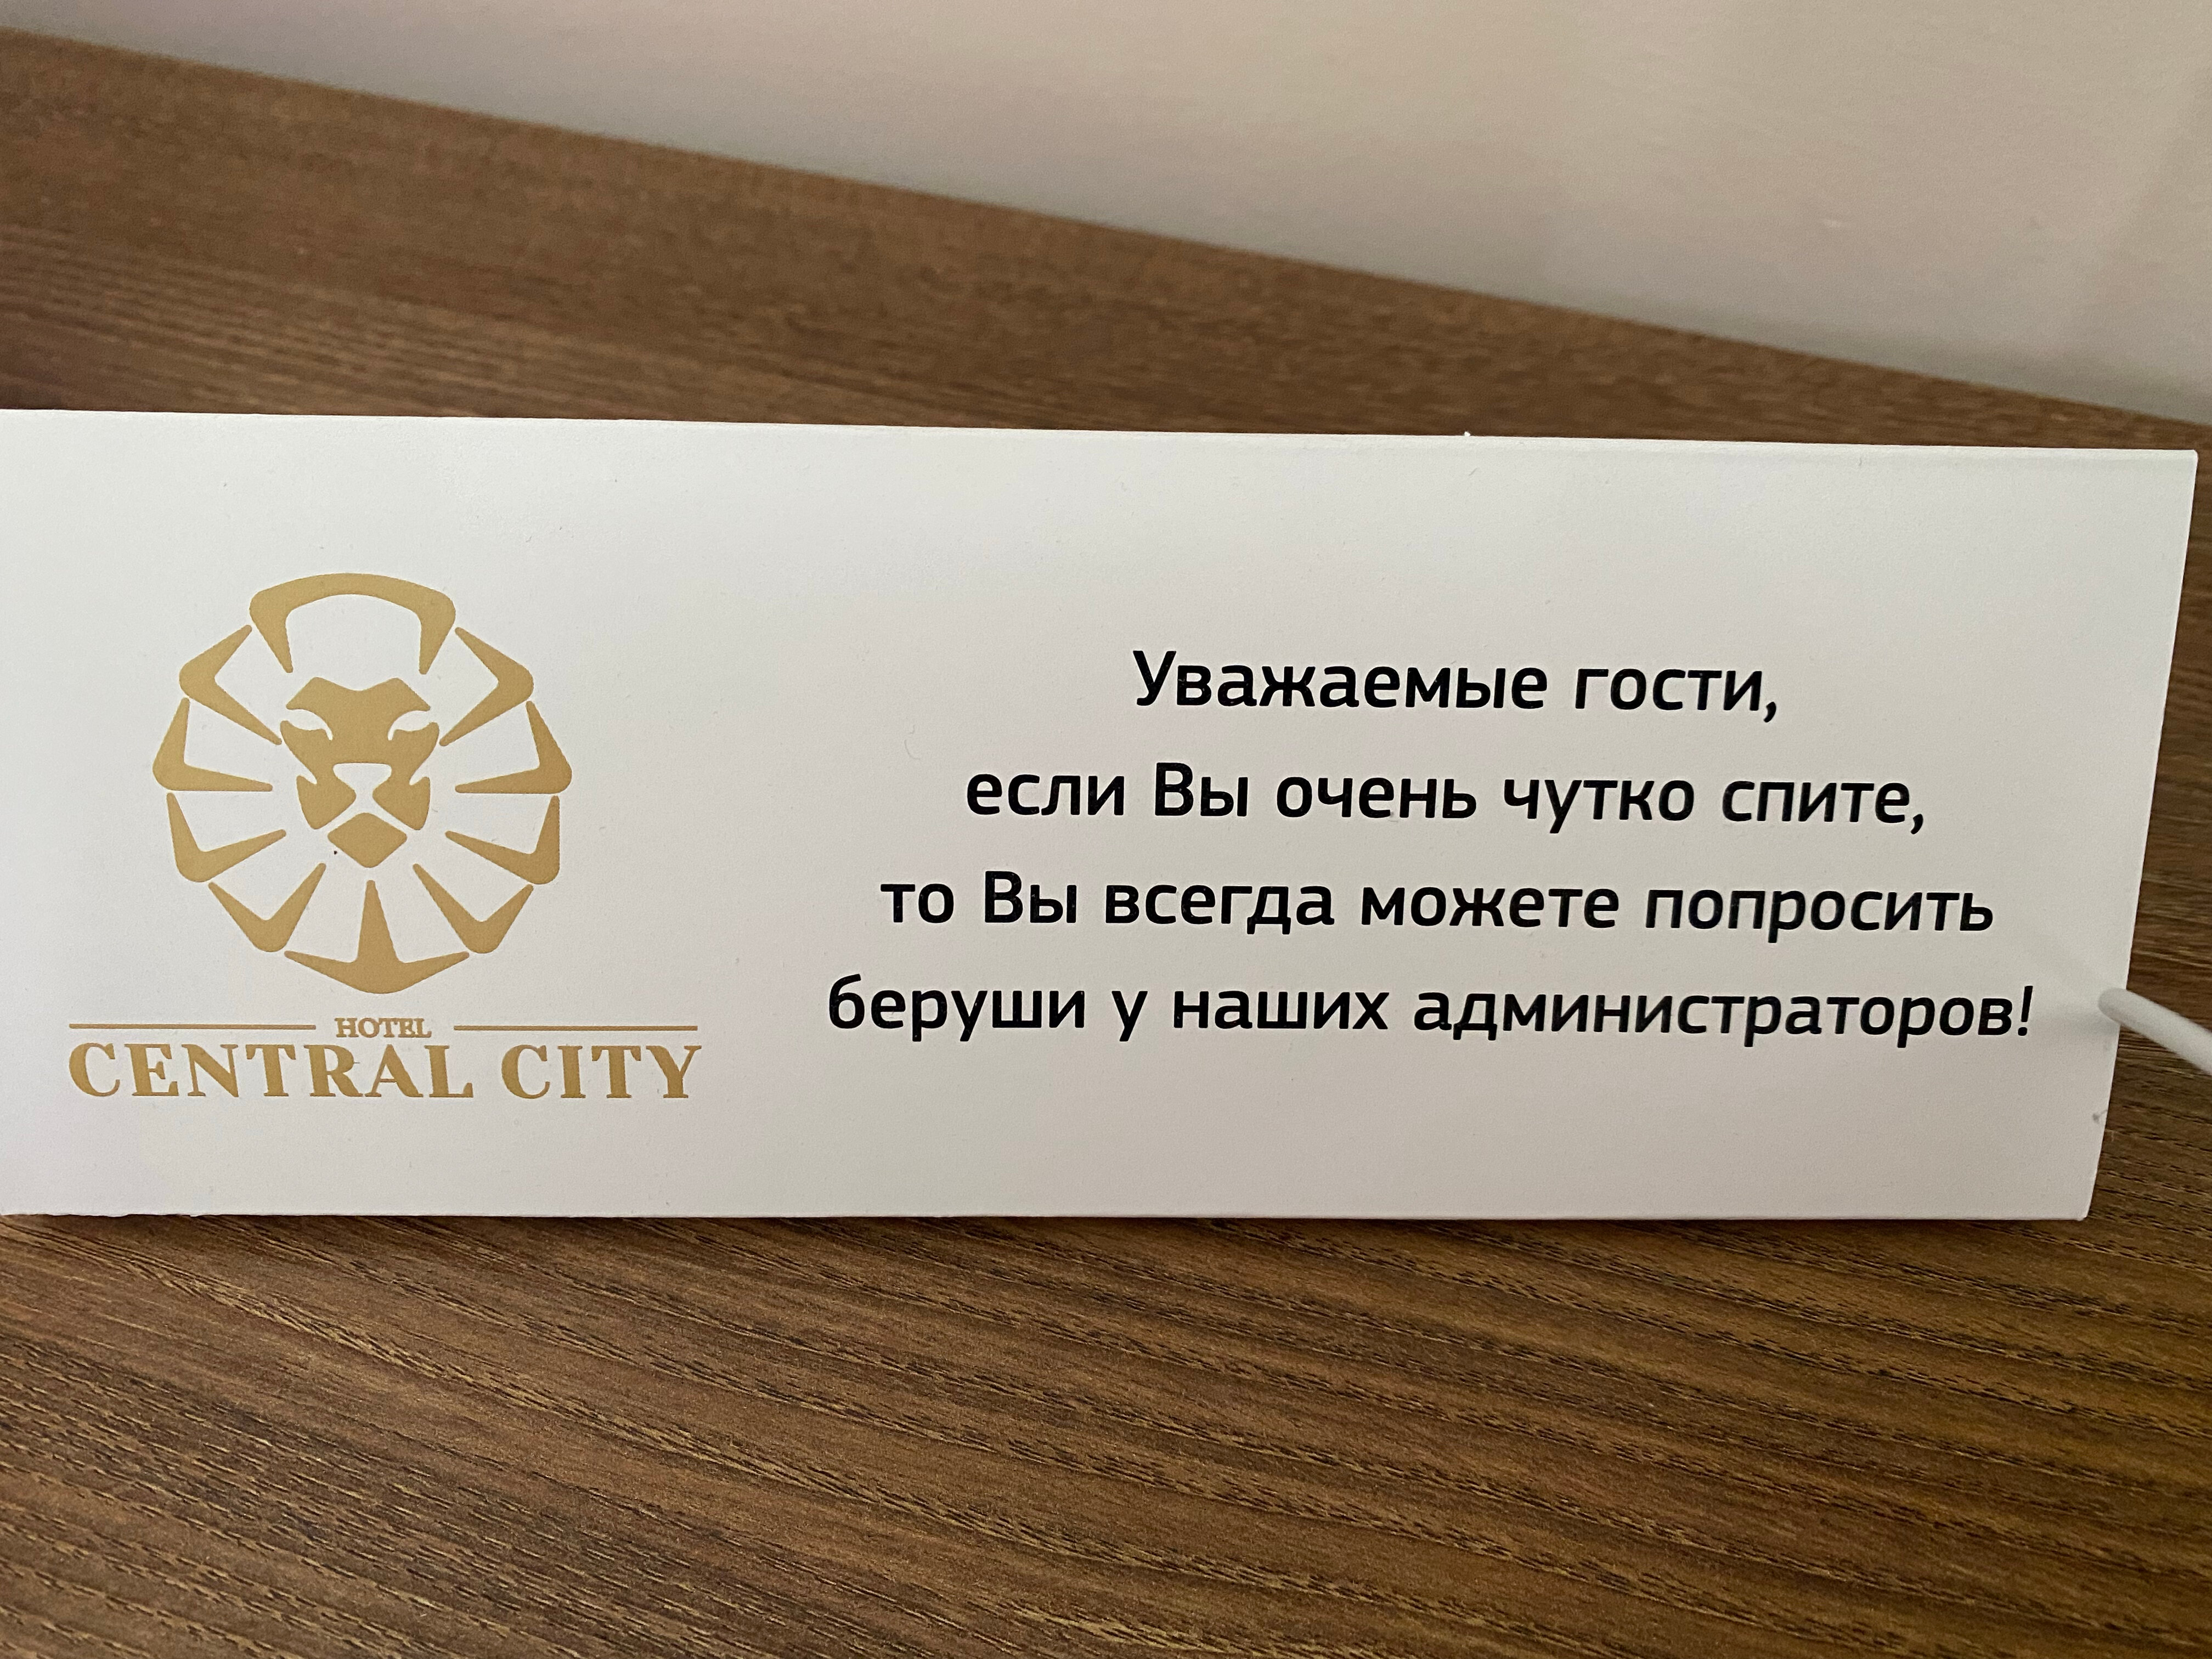 HOTEL
CENTRAL CITY
Уважаемые гости,
если Вы очень чутко спите,
то Вы всегда можете попросить
беруши у наших администраторов!